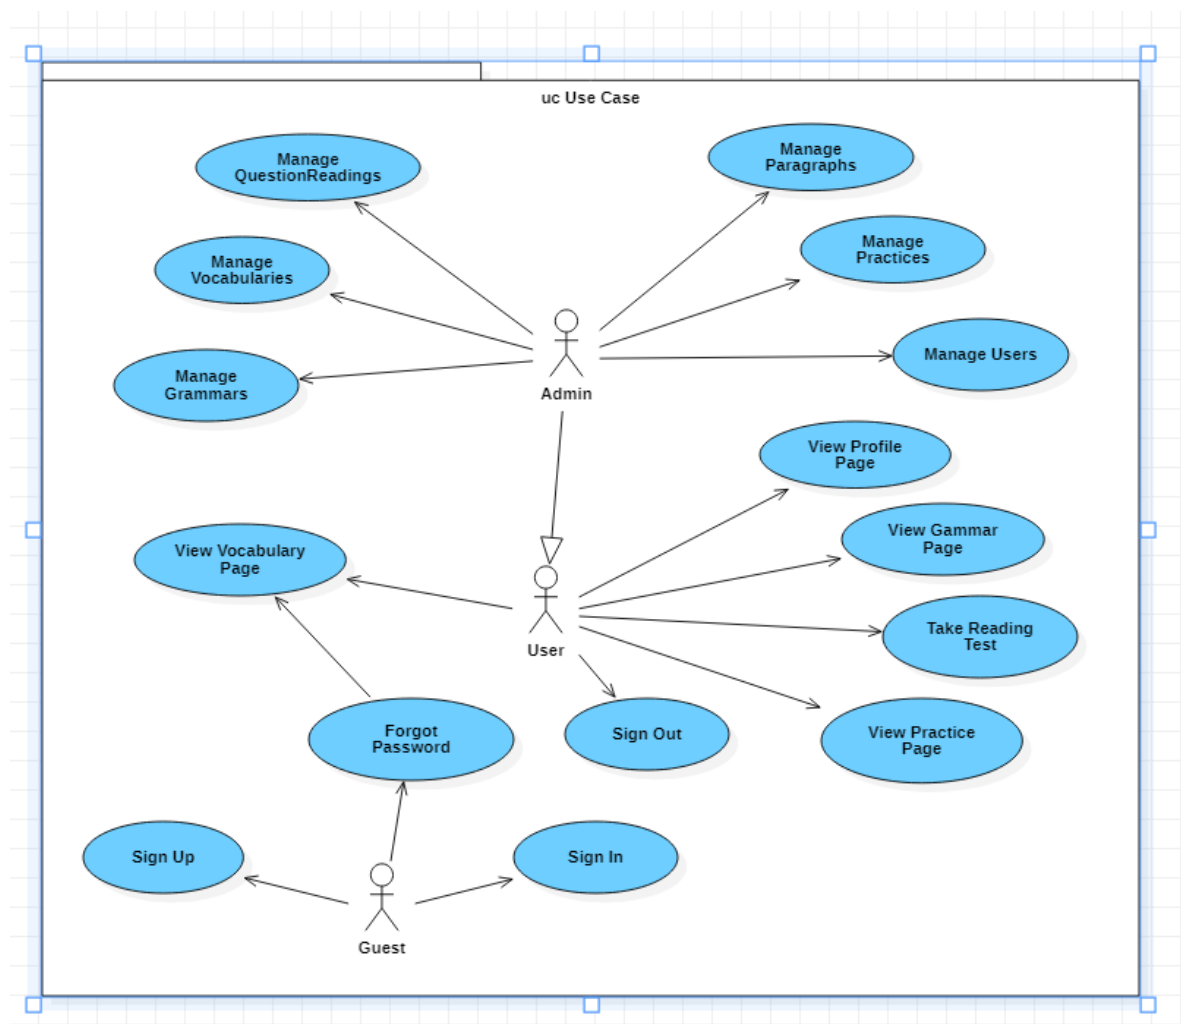 uc Use Case
Manage
QuestionReadings
Manage
Paragraphs
Manage
Vocabularies
Manage
Practices
Manage
Grammars
Admin
Manage Users
View Profile
Page
View Vocabulary
Page
View Gammar
Page
User
Take Reading
Test
Forgot
Password
Sign Out
View Practice
Page
Sign Up
Sign In
Guest